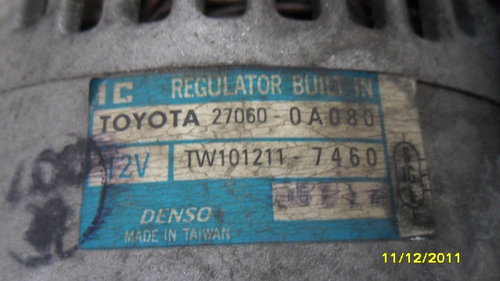 IC REGULATOR BUILT IN
TOYOTA 27060-0A080
12V TW101211-7460
DENSO
MADE IN TAIWAN
11/12/2011